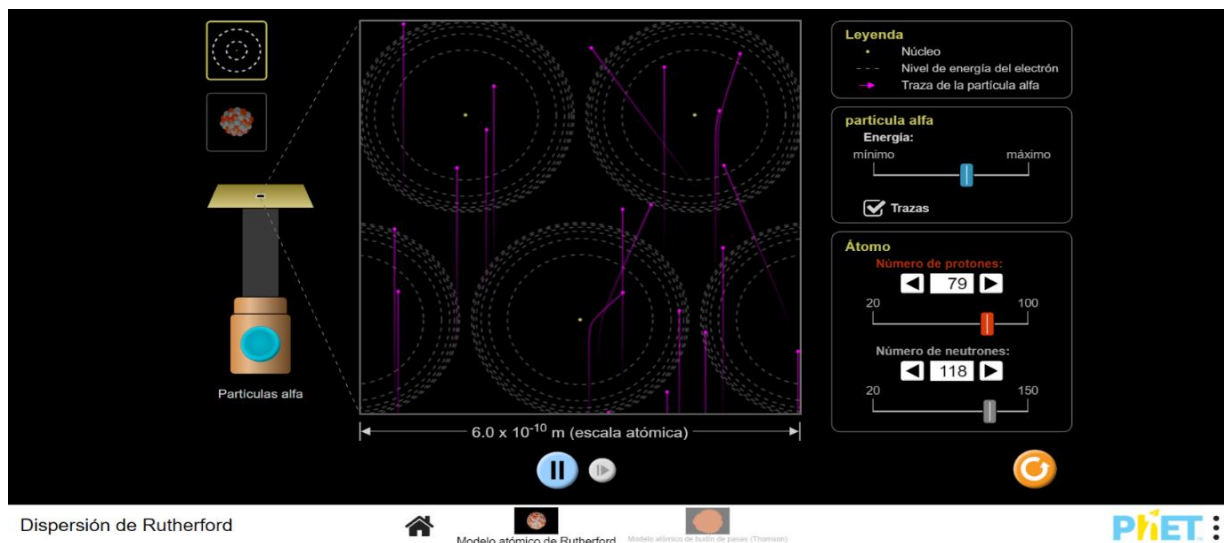 Leyenda
Núcleo
Nivel de energía del electrón
Traza de la partícula alfa
partícula alfa
Energía:
mínimo máximo
Trazas
Átomo
Número de protones:
79
20 100
Número de neutrones:
118
20 150
Partículas alfa
6.0 x 10⁻¹⁰ m (escala atómica)
Dispersión de Rutherford
Modelo atómico de Rutherford
Modelo atómico de budín de pasas (Thomson)
PhET